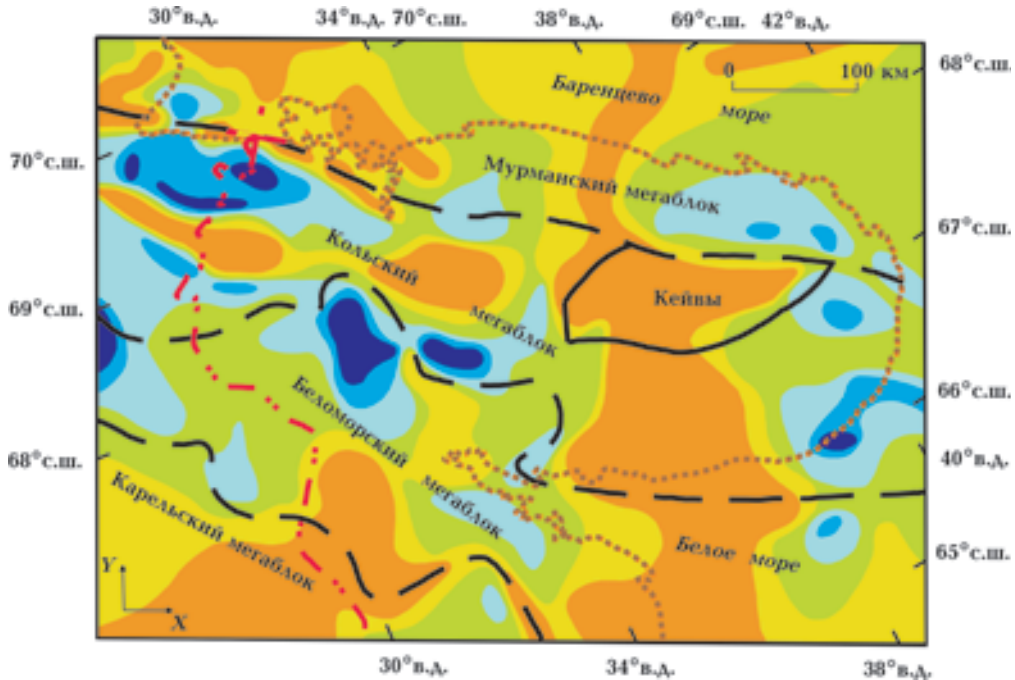 30°в.д.
34°в.д.
70°с.ш.
38°в.д.
69°с.ш.
42°в.д.
68°с.ш.
0
100 км
Баренцево
море
70°с.ш.
Мурманский мегаблок
67°с.ш.
Кольский
мегаблок
Кейвы
69°с.ш.
66°с.ш.
Беломорский
мегаблок
40°в.д.
68°с.ш.
Карельский мегаблок
Белое море
65°с.ш.
Y
X
30°в.д.
34°в.д.
38°в.д.